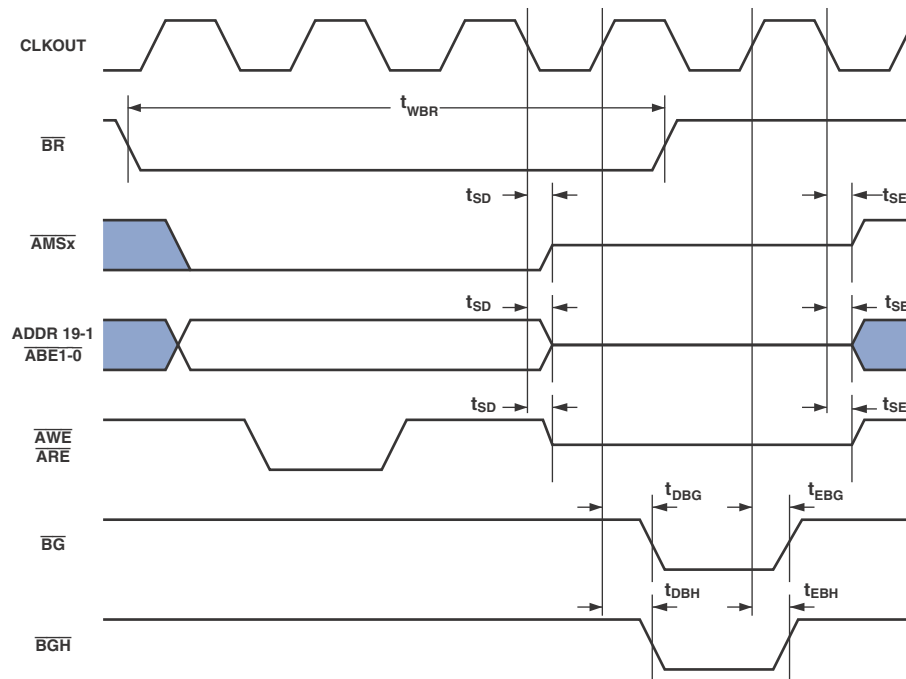 CLKOUT
tWBR
BR
tSD
tSE
AMSx
tSD
tSE
ADDR 19-1
ABE1-0
tSD
tSE
AWE
ARE
tDBG
tEBG
BG
tDBH
tEBH
BGH